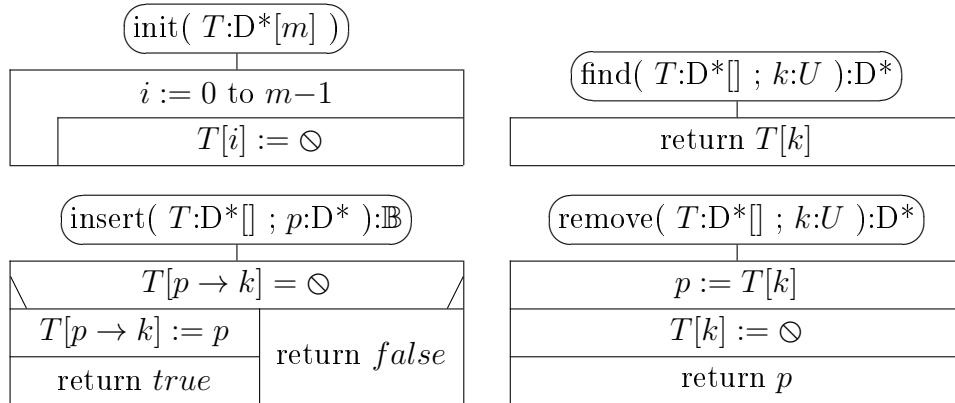 init( T:D*[m] )
i := 0 to m−1
T[i] := ⦸
find( T:D*[] ; k:U ):D*
return T[k]
insert( T:D*[] ; p:D* ):𝔹
T[p → k] = ⦸
T[p → k] := p
return true
return false
remove( T:D*[] ; k:U ):D*
p := T[k]
T[k] := ⦸
return p